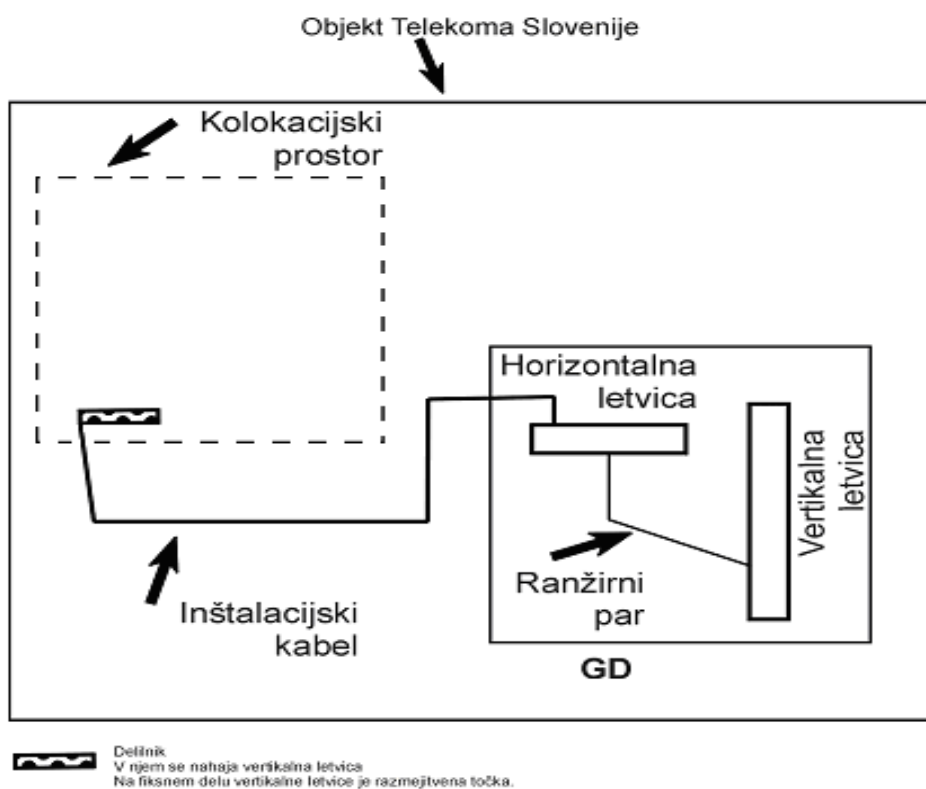 Objekt Telekoma Slovenije
Kolokacijski
prostor
Horizontalna
letvica
Vertikalna
letvica
Ranžirni
par
Inštalacijski
kabel
GD
Delilnik
V njem se nahaja vertikalna letvica
Na fiksnem delu vertikalne letvice je razmejitvena točka.